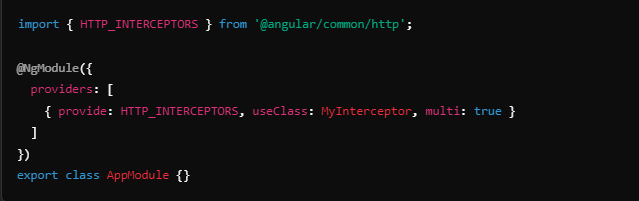 import { HTTP_INTERCEPTORS } from '@angular/common/http';
@NgModule({
providers: [
{ provide: HTTP_INTERCEPTORS, useClass: MyInterceptor, multi: true }
]
})
export class AppModule {}